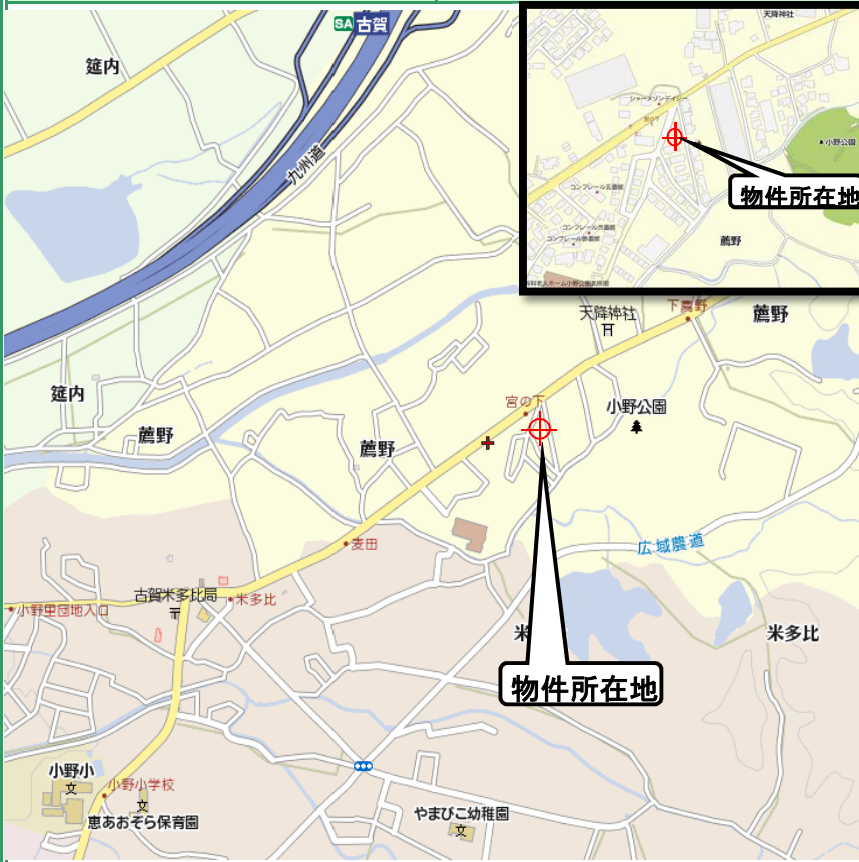 SA 古賀
天降神社
筵内
シャーメゾンデイジー
宮の下
九州道
小野公園
コンフレール五番館
物件所在地
コンフレール弐番館
コンフレール壱番館
薦野
天降神社
下薦野
薦野
筵内
宮の下
小野公園
薦野
薦野
広域農道
麦田
古賀米多比局
米多比
小野里団地入口
米
米多比
物件所在地
小野小
小野小学校
恵あおぞら保育園
やまびこ幼稚園